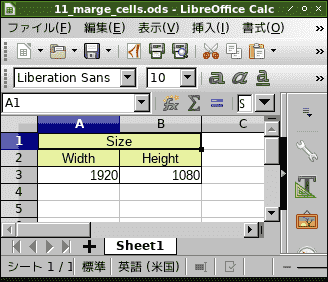 11_marge_cells.ods - LibreOffice Calc
ファイル(F) 編集(E) 表示(V) 挿入(I) 書式(O)
Liberation Sans 10 a a a
A1 fx Σ = S
A B C
1 Size
2 Width Height
3 1920 1080
4
5
Sheet1
シート 1 / 1 標準 英語 (米国)